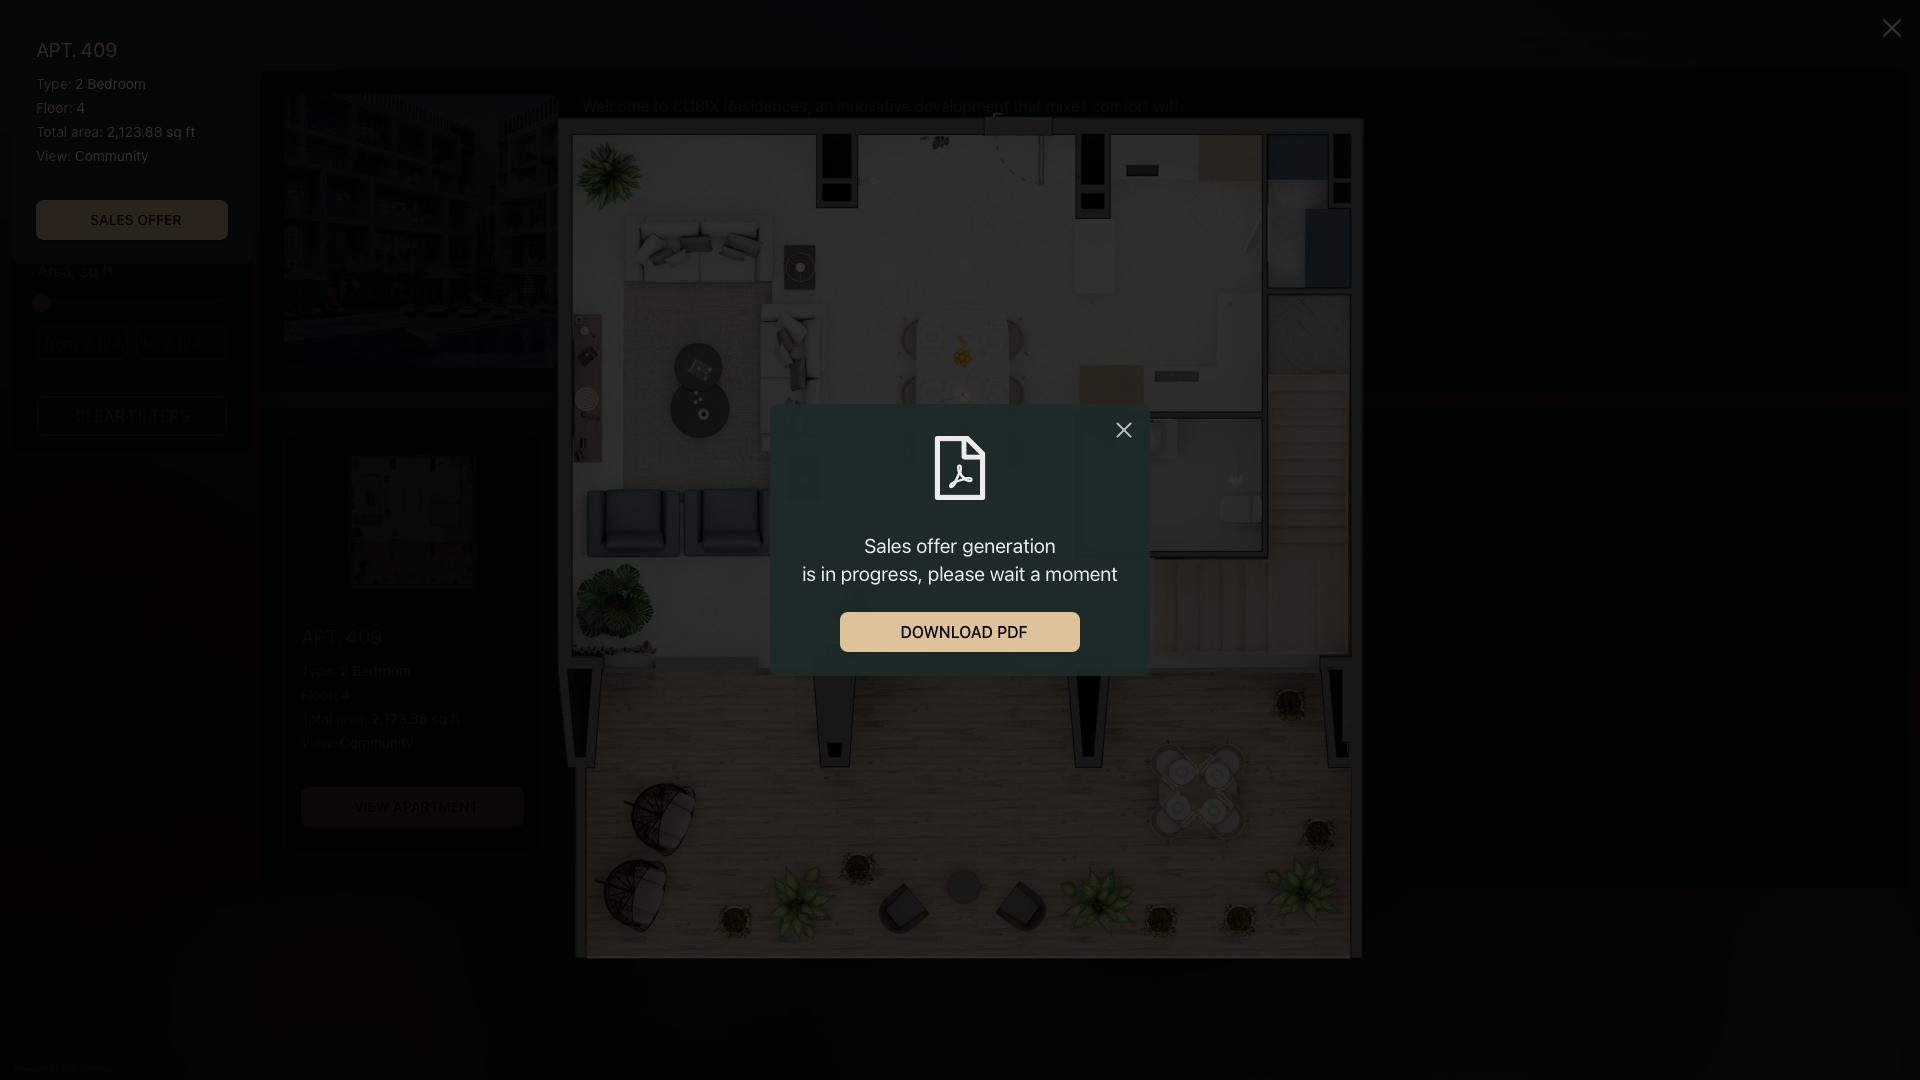 APT. 409
Type: 2 Bedroom
Floor: 4
Total area: 2,123.88 sq ft
View: Community
SALES OFFER
Area, sq ft
CLEAR FILTERS
Welcome to CUBIX Residences, an innovative development that mixes comfort with
Sales offer generation
is in progress, please wait a moment
DOWNLOAD PDF
APT. 409
Type: 2 Bedroom
Floor: 4
Total area: 2,123.88 sq ft
View: Community
VIEW APARTMENT